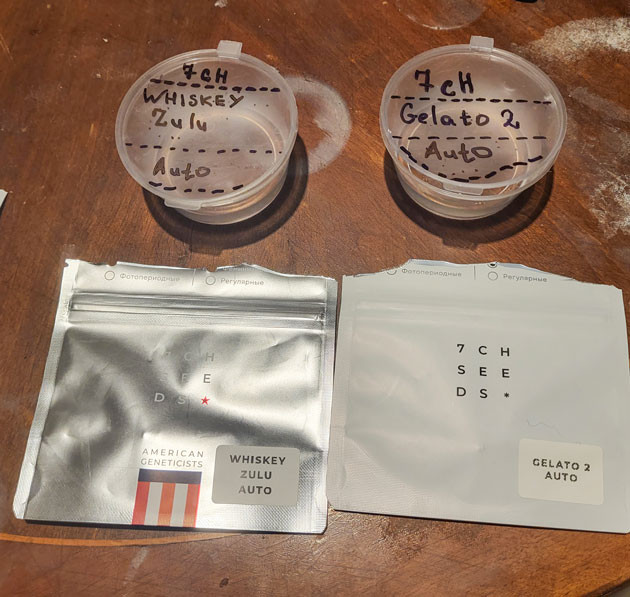 7CH
WHISKEY
Zulu
Auto
7CH
Gelato 2
Auto
Фотопериодные
Регулярные
7 C H
E E
D S ★
AMERICAN
GENETICISTS
WHISKEY
ZULU
AUTO
Фотопериодные
Регулярные
7 C H
S E E
D S *
GELATO 2
AUTO